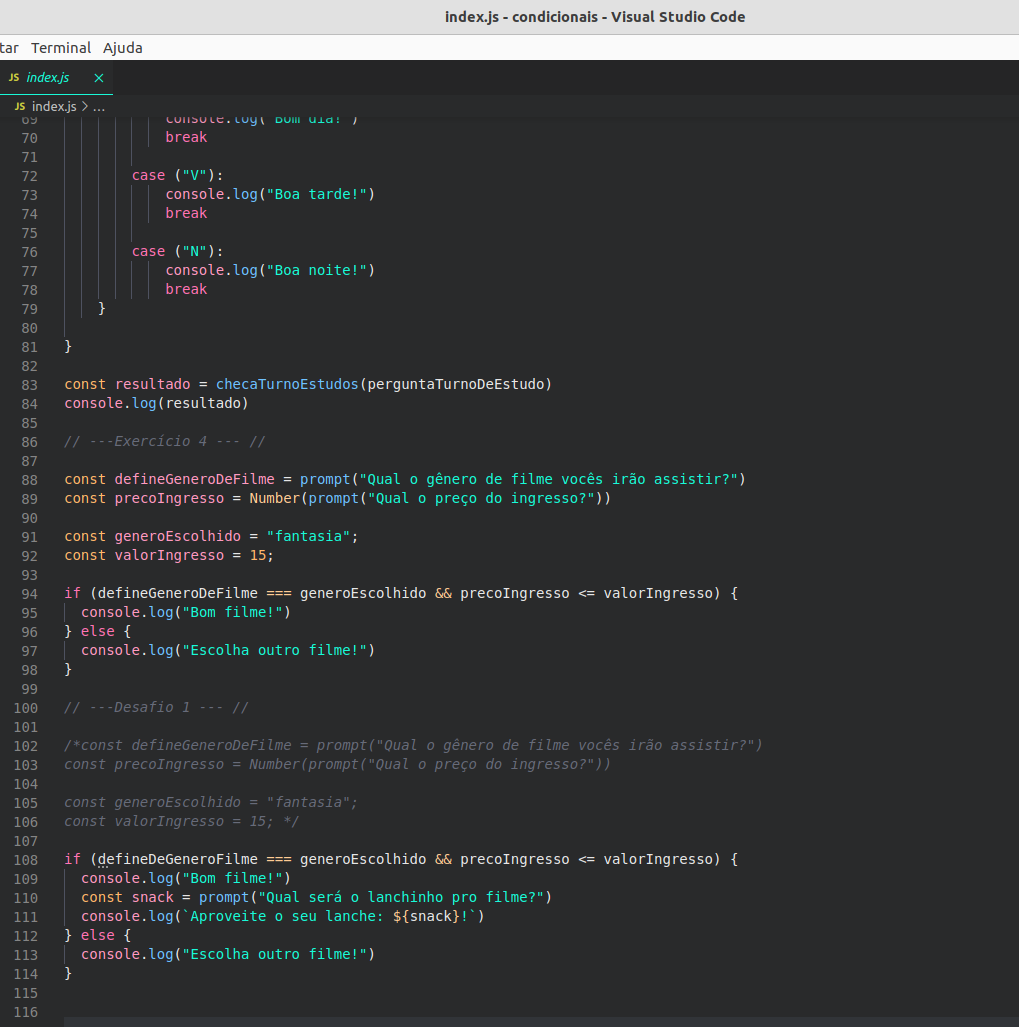 index.js - condicionais - Visual Studio Code
tar Terminal Ajuda
JS index.js ×
JS index.js > ...
69 console.log("Bom dia!")
70 break
71
72 case ("V"):
73 console.log("Boa tarde!")
74 break
75
76 case ("N"):
77 console.log("Boa noite!")
78 break
79 }
80
81 }
82
83 const resultado = checaTurnoEstudos(perguntaTurnoDeEstudo)
84 console.log(resultado)
85
86 // ---Exercício 4 --- //
87
88 const defineGeneroDeFilme = prompt("Qual o gênero de filme vocês irão assistir?")
89 const precoIngresso = Number(prompt("Qual o preço do ingresso?"))
90
91 const generoEscolhido = "fantasia";
92 const valorIngresso = 15;
93
94 if (defineGeneroDeFilme === generoEscolhido && precoIngresso <= valorIngresso) {
95 console.log("Bom filme!")
96 } else {
97 console.log("Escolha outro filme!")
98 }
99
100 // ---Desafio 1 --- //
101
102 /*const defineGeneroDeFilme = prompt("Qual o gênero de filme vocês irão assistir?")
103 const precoIngresso = Number(prompt("Qual o preço do ingresso?"))
104
105 const generoEscolhido = "fantasia";
106 const valorIngresso = 15; */
107
108 if (defineDeGeneroFilme === generoEscolhido && precoIngresso <= valorIngresso) {
109 console.log("Bom filme!")
110 const snack = prompt("Qual será o lanchinho pro filme?")
111 console.log(`Aproveite o seu lanche: ${snack}!`)
112 } else {
113 console.log("Escolha outro filme!")
114 }
115
116